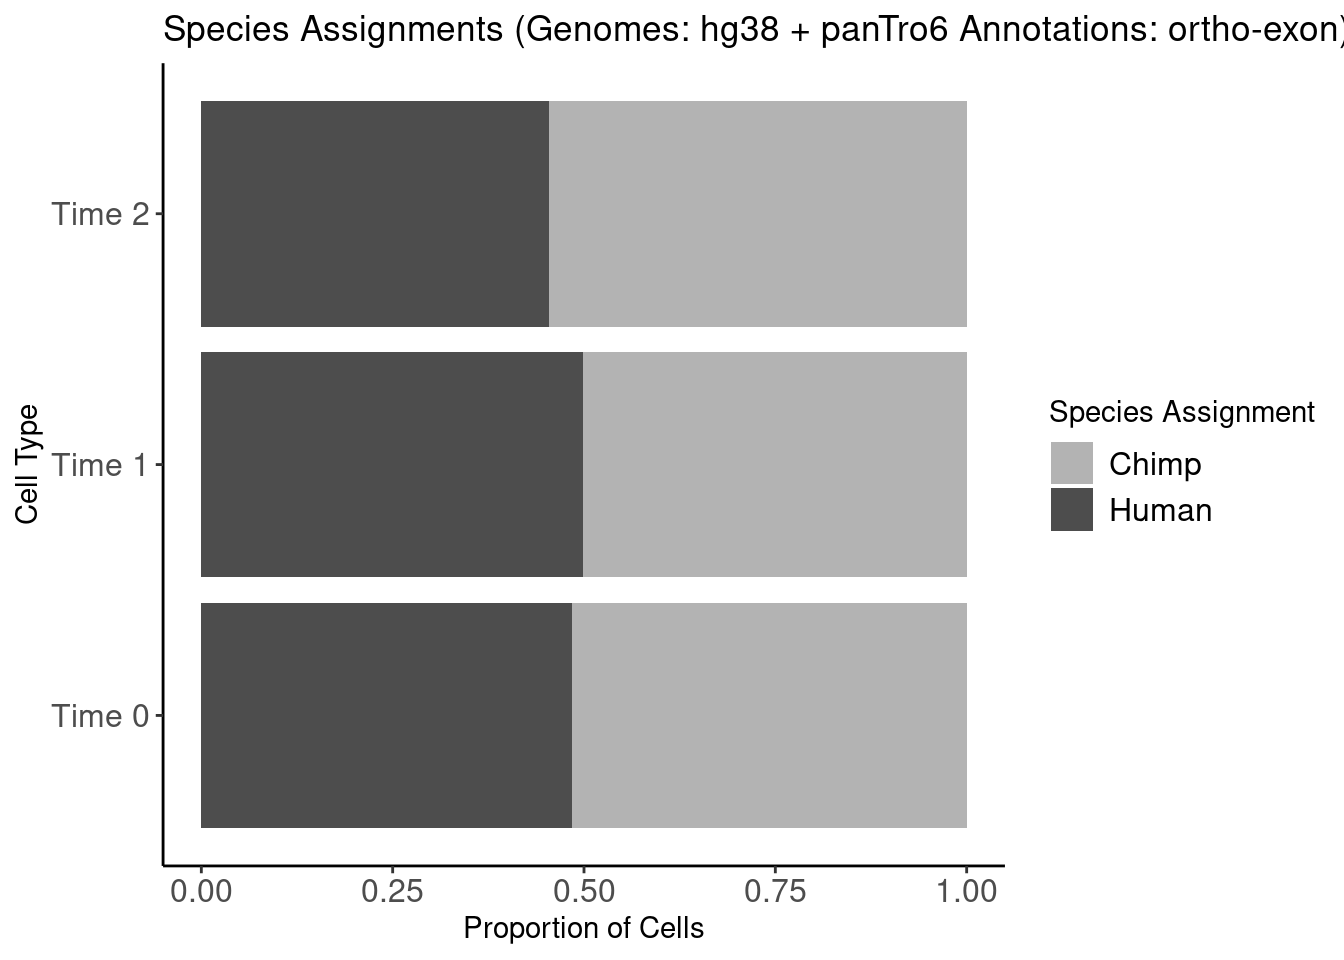 Species Assignments (Genomes: hg38 + panTro6 Annotations: ortho-exon)
Cell Type
Time 2
Time 1
Time 0
0.00 0.25 0.50 0.75 1.00
Proportion of Cells
Species Assignment
Chimp
Human